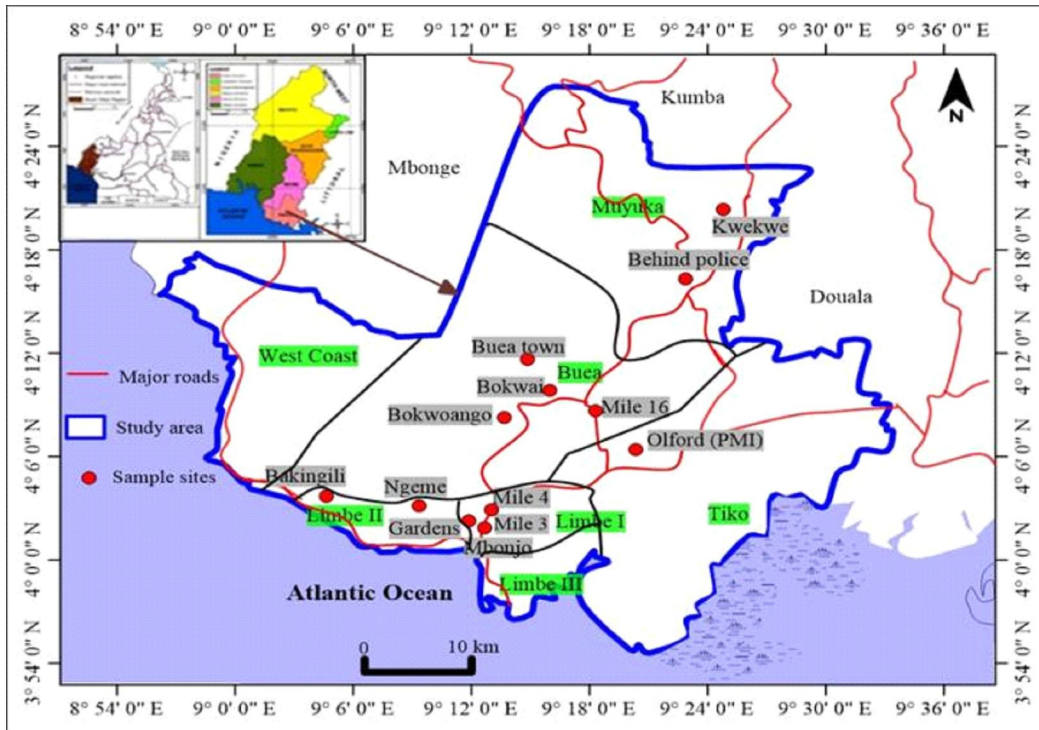 8° 54' 0" E 9° 0' 0" E 9° 6' 0" E 9° 12' 0" E 9° 18' 0" E 9° 24' 0" E 9° 30' 0" E 9° 36' 0" E
4° 24' 0" N
4° 18' 0" N
4° 12' 0" N
4° 6' 0" N
4° 0' 0" N
3° 54' 0" N
Legend
NIGERIA
LITTORAL
Kumba
N
Mbonge
Muyuka
Kwekwe
Behind police
Douala
Buea town
West Coast
Buea
Major roads
Bokwai
Bokwoango
Mile 16
Study area
Olford (PMI)
Sample sites
Bakingili
Ngeme
Mile 4
Limbe II
Gardens
Mile 3
Limbe I
Tiko
Mbonjo
Limbe III
Atlantic Ocean
0 10 km
4° 24' 0" N
4° 18' 0" N
4° 12' 0" N
4° 6' 0" N
4° 0' 0" N
3° 54' 0" N
8° 54' 0" E 9° 0' 0" E 9° 6' 0" E 9° 12' 0" E 9° 18' 0" E 9° 24' 0" E 9° 30' 0" E 9° 36' 0" E